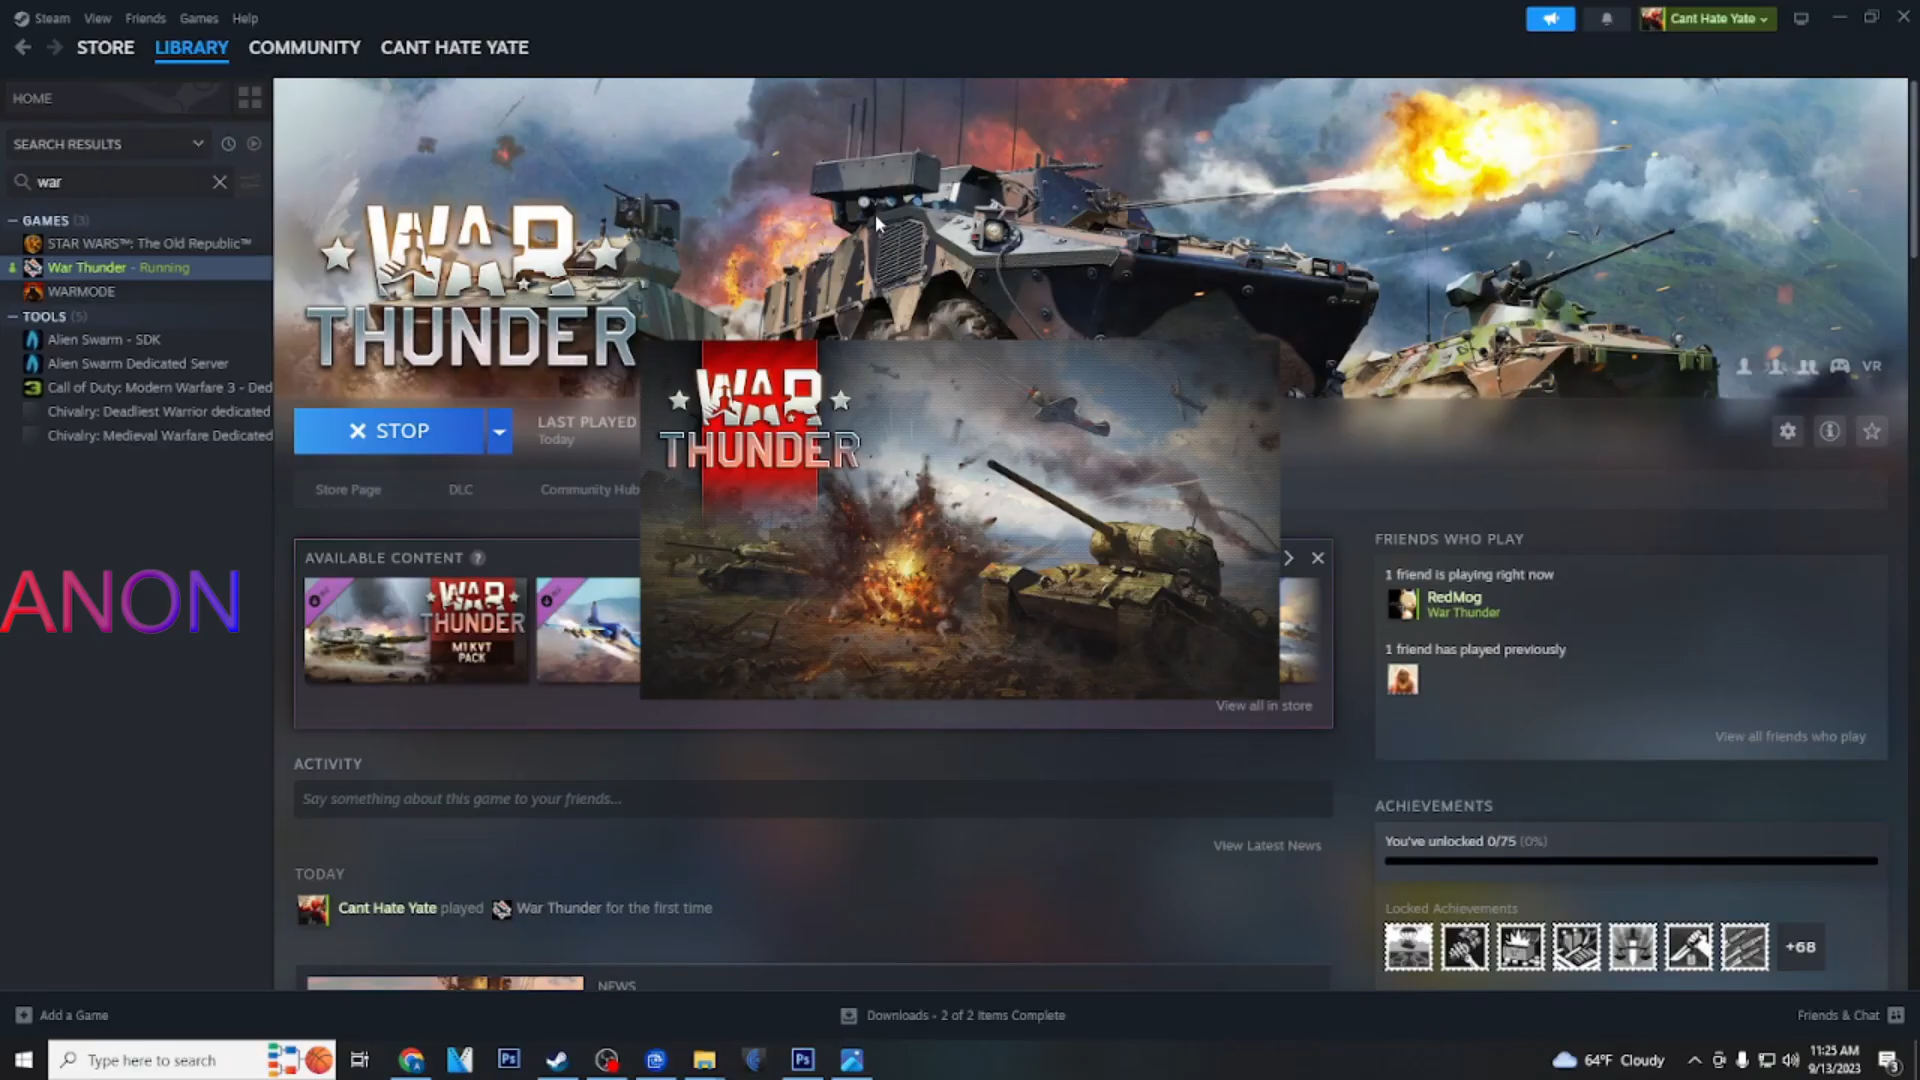 Steam View Friends Games Help
Cant Hate Yate
STORE LIBRARY COMMUNITY CANT HATE YATE
HOME
SEARCH RESULTS
war
GAMES (3)
STAR WARS™: The Old Republic™
War Thunder - Running
WARMODE
TOOLS (5)
Alien Swarm - SDK
Alien Swarm Dedicated Server
Call of Duty: Modern Warfare 3 - Ded
Chivalry: Deadliest Warrior dedicated
Chivalry: Medieval Warfare Dedicated
ANON
WAR
THUNDER
VR
STOP
LAST PLAYED
Today
Store Page DLC Community Hub
WAR
THUNDER
AVAILABLE CONTENT ?
WAR
THUNDER
M1 KVT
PACK
View all in store
FRIENDS WHO PLAY
1 friend is playing right now
RedMog
War Thunder
1 friend has played previously
View all friends who play
ACTIVITY
Say something about this game to your friends...
View Latest News
TODAY
Cant Hate Yate played War Thunder for the first time
NEWS
ACHIEVEMENTS
You've unlocked 0/75 (0%)
Locked Achievements
+68
Add a Game
Downloads - 2 of 2 Items Complete
Friends & Chat
Type here to search
Ps
Ps
64°F Cloudy
11:25 AM
9/13/2023
3